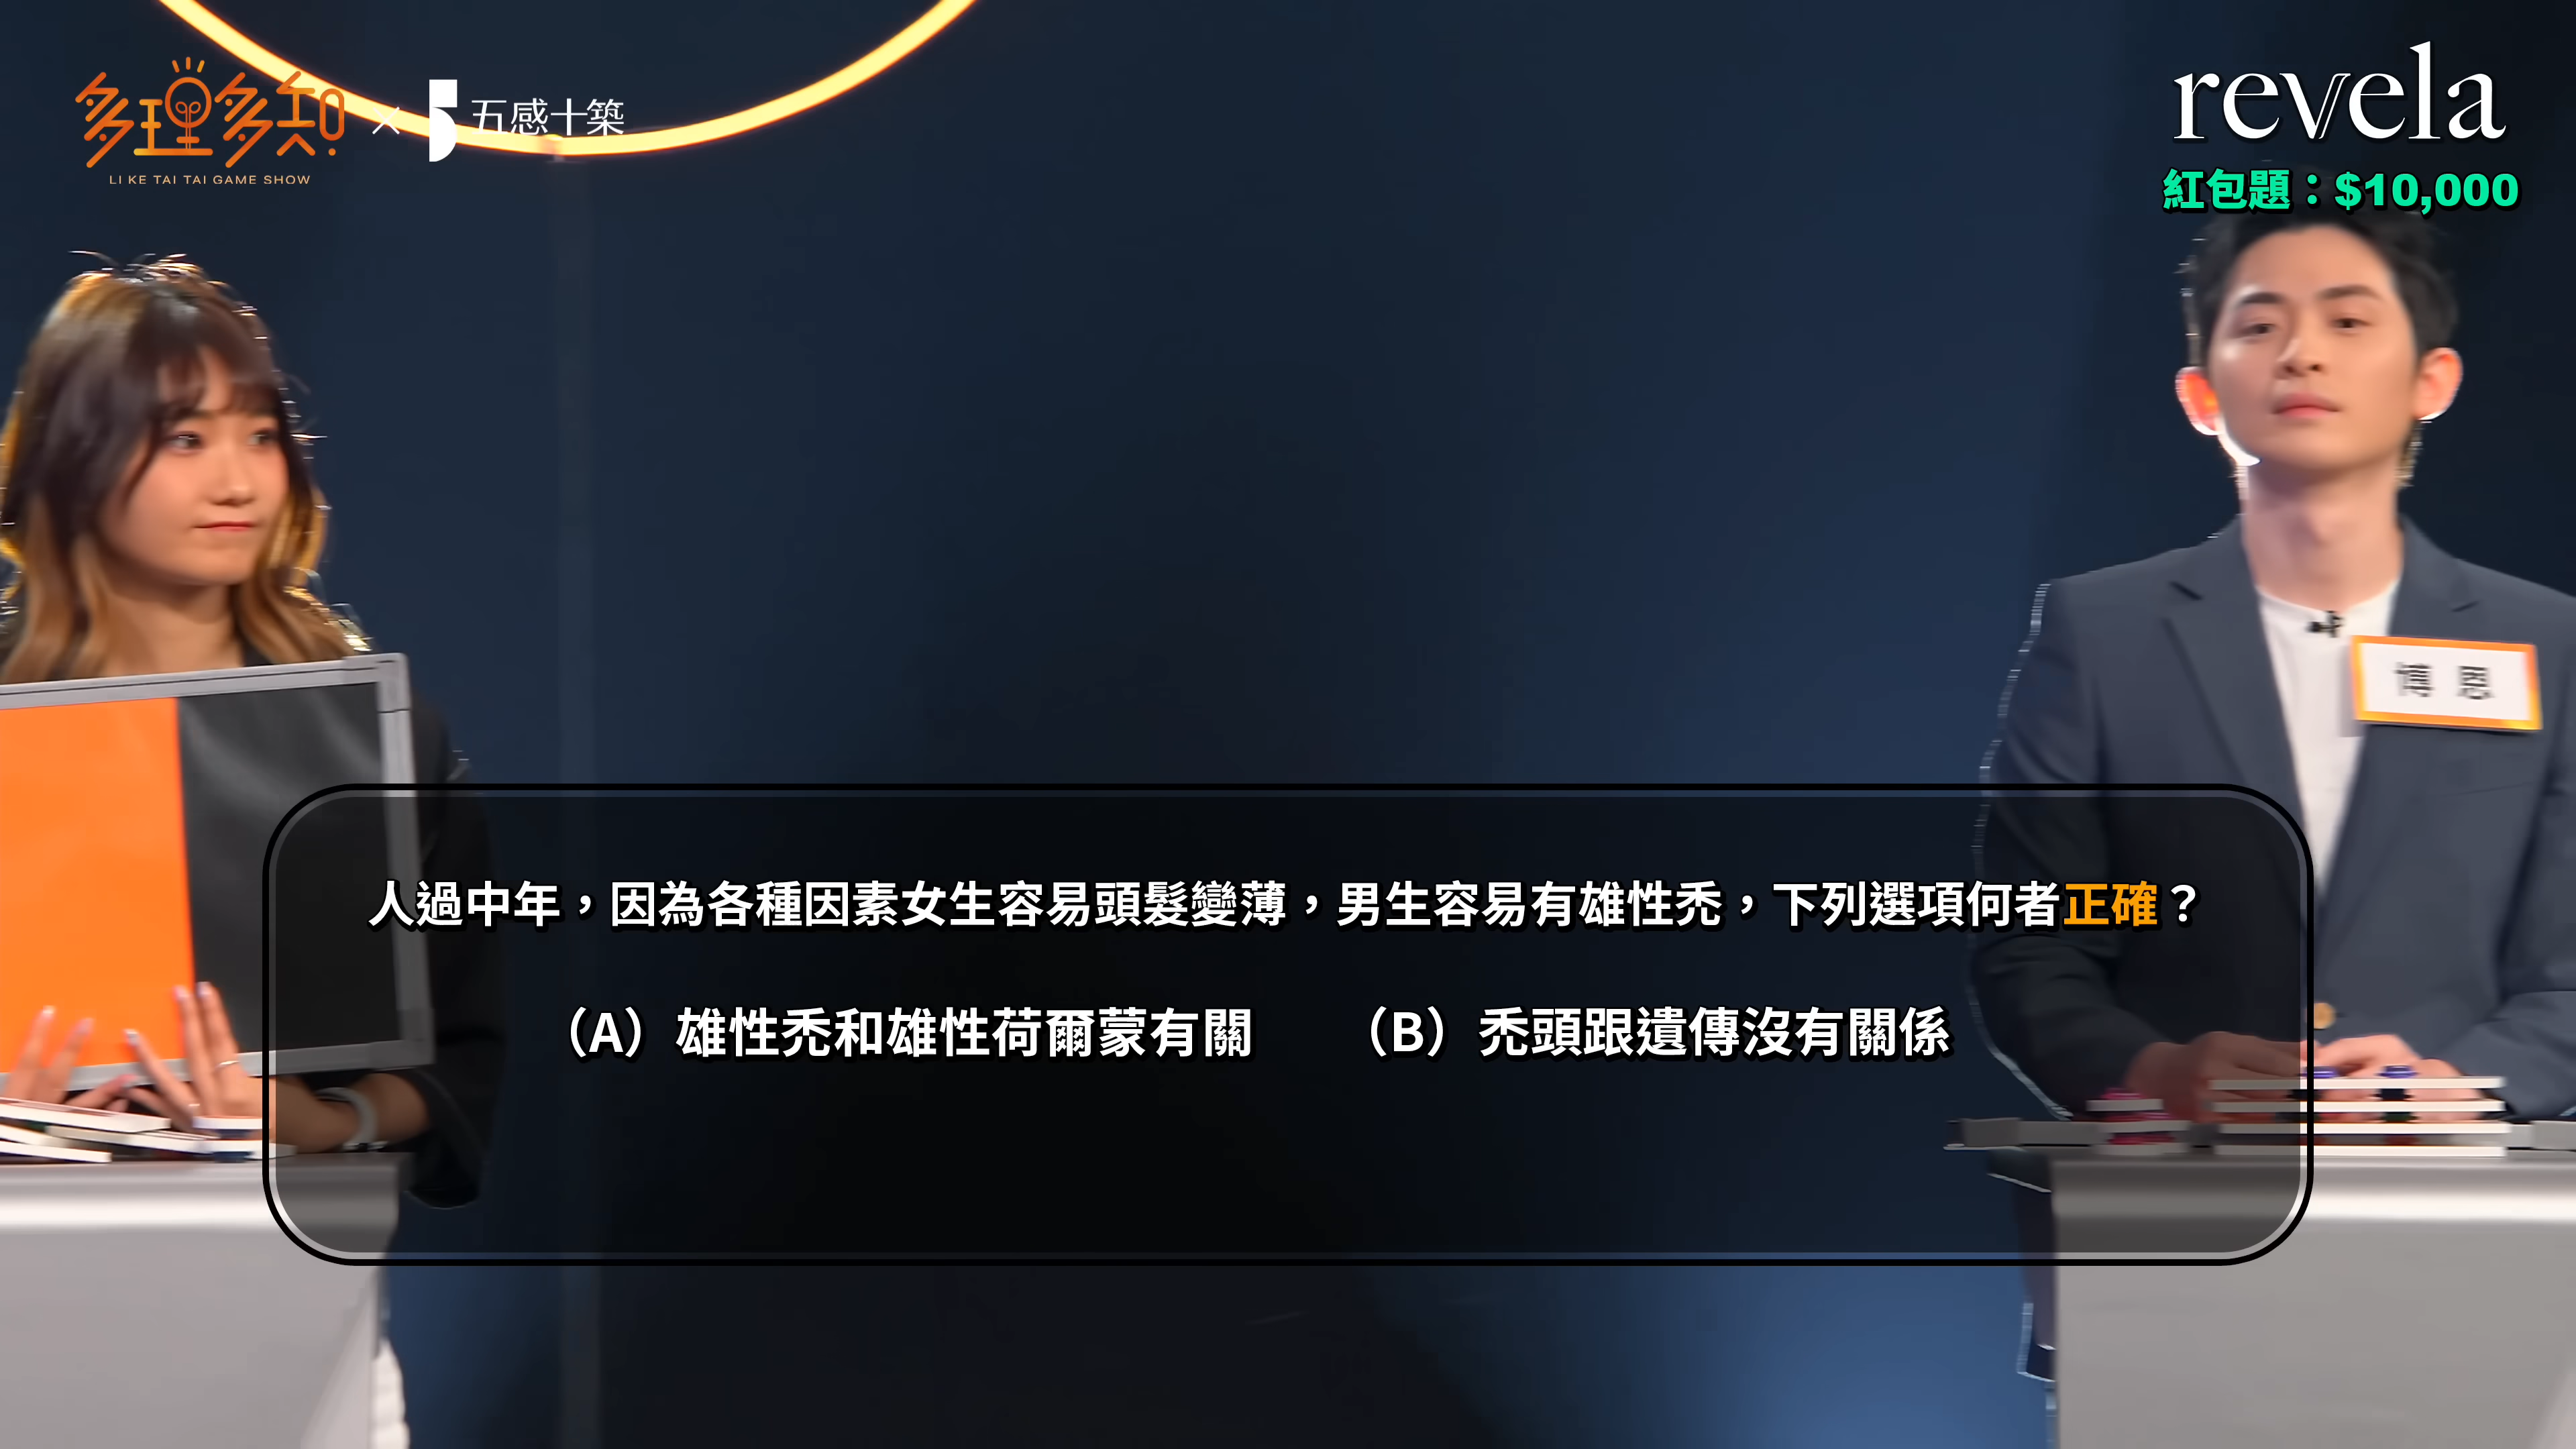 多理多知
LI KE TAI TAI GAME SHOW
×
五感十築
revela
紅包題：$10,000
博恩
人過中年，因為各種因素女生容易頭髮變薄，男生容易有雄性禿，下列選項何者正確？
（A）雄性禿和雄性荷爾蒙有關
（B）禿頭跟遺傳沒有關係